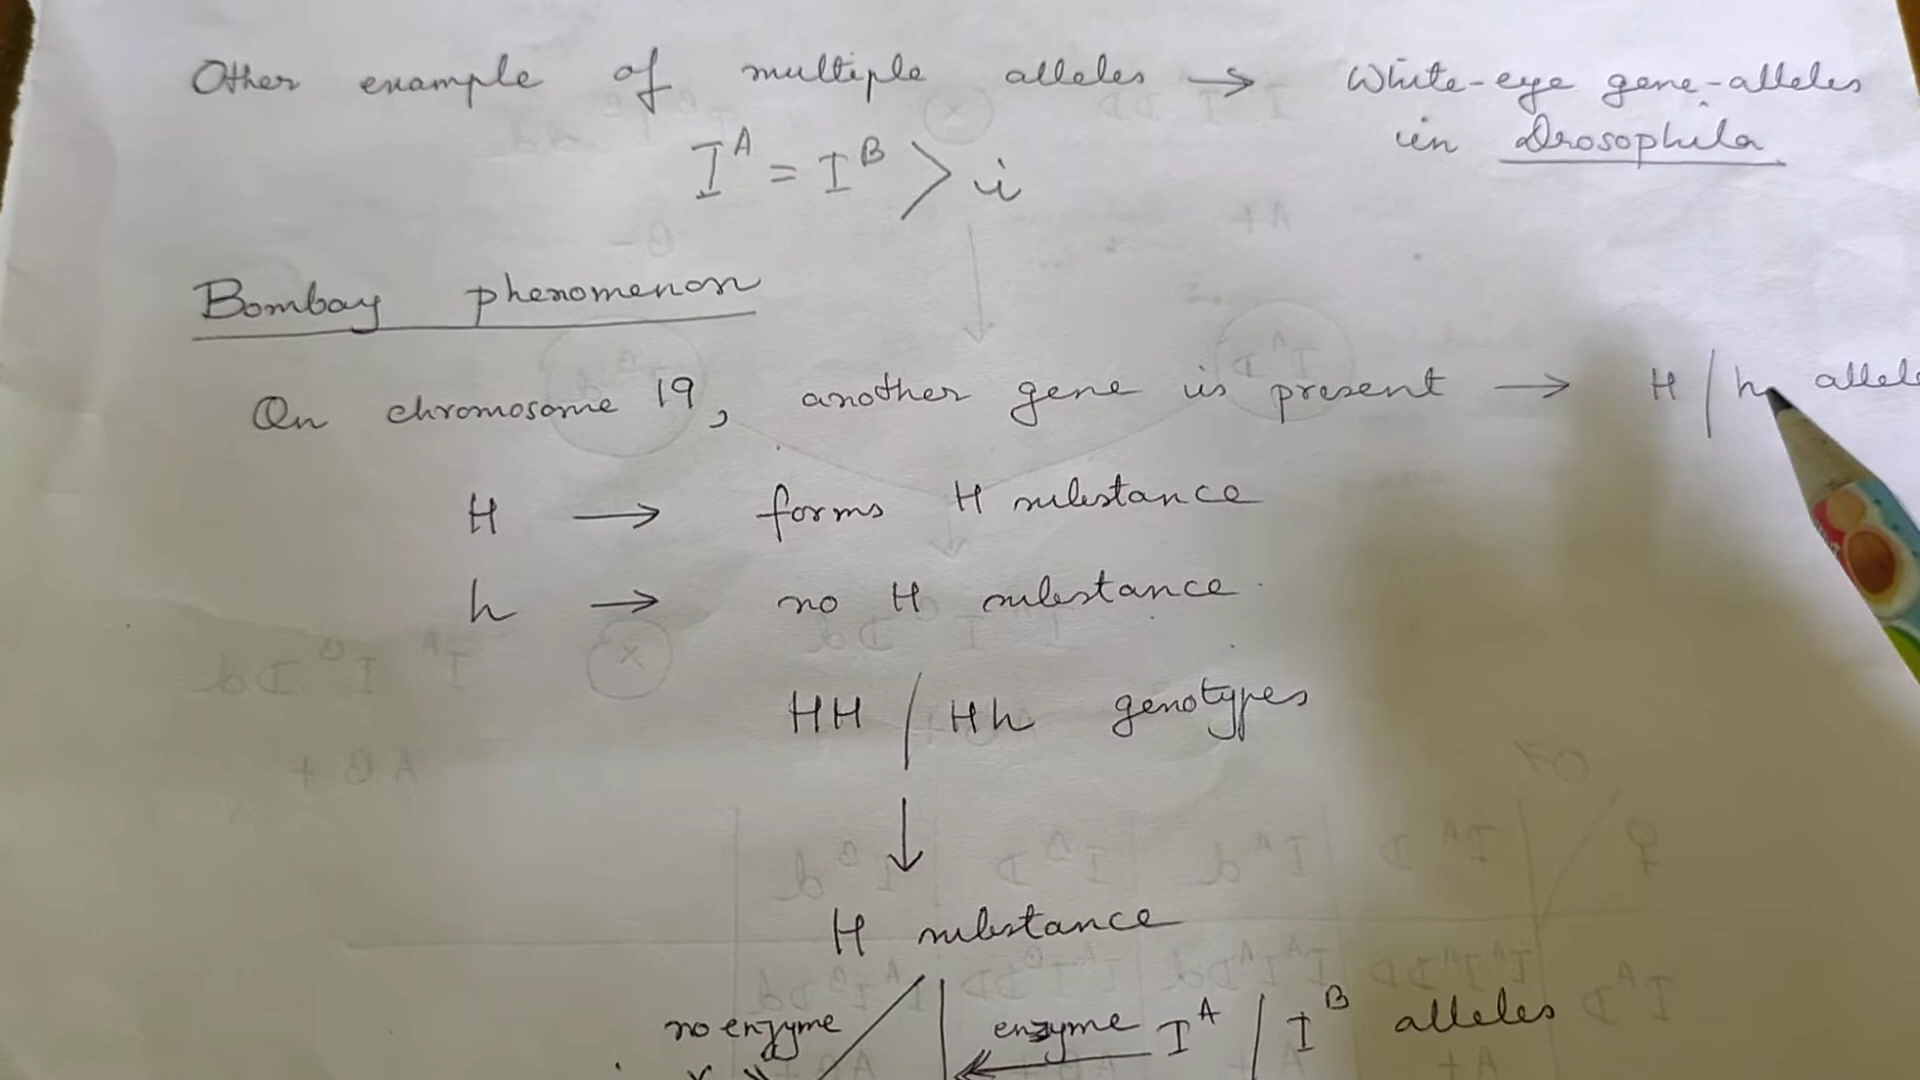 Other example of multiple alleles → White-eye gene-alleles
in Drosophila
I^A = I^B > i
Bombay phenomenon
On chromosome 19, another gene is present → H / h
H → forms H substance
h → no H substance
HH / Hh genotypes
↓
H substance
no enzyme enzyme I^A / I^B alleles